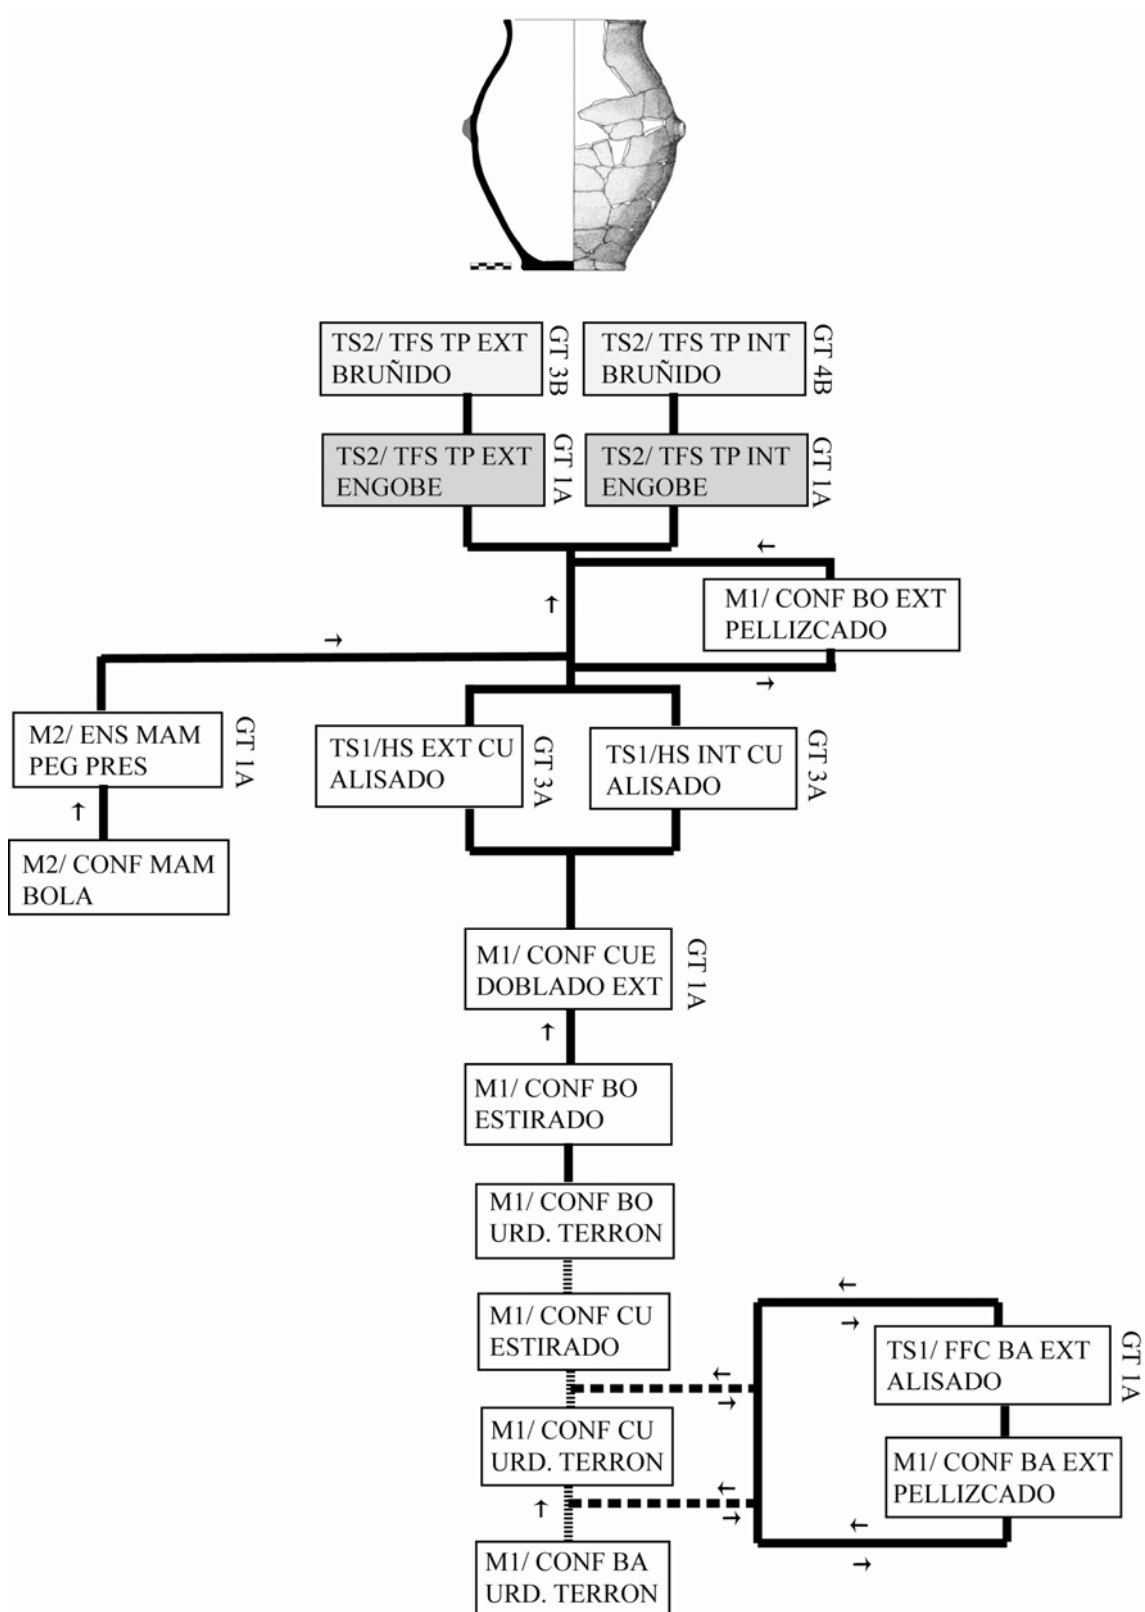 TS2/ TFS TP EXT
BRUÑIDO
GT 3B
TS2/ TFS TP INT
BRUÑIDO
GT 4B
TS2/ TFS TP EXT
ENGOBE
GT 1A
TS2/ TFS TP INT
ENGOBE
GT 1A
M1/ CONF BO EXT
PELLIZCADO
M2/ ENS MAM
PEG PRES
GT 1A
TS1/HS EXT CU
ALISADO
GT 3A
TS1/HS INT CU
ALISADO
GT 3A
M2/ CONF MAM
BOLA
M1/ CONF CUE
DOBLADO EXT
GT 1A
M1/ CONF BO
ESTIRADO
M1/ CONF BO
URD. TERRON
M1/ CONF CU
ESTIRADO
TS1/ FFC BA EXT
ALISADO
GT 1A
M1/ CONF CU
URD. TERRON
M1/ CONF BA EXT
PELLIZCADO
M1/ CONF BA
URD. TERRON